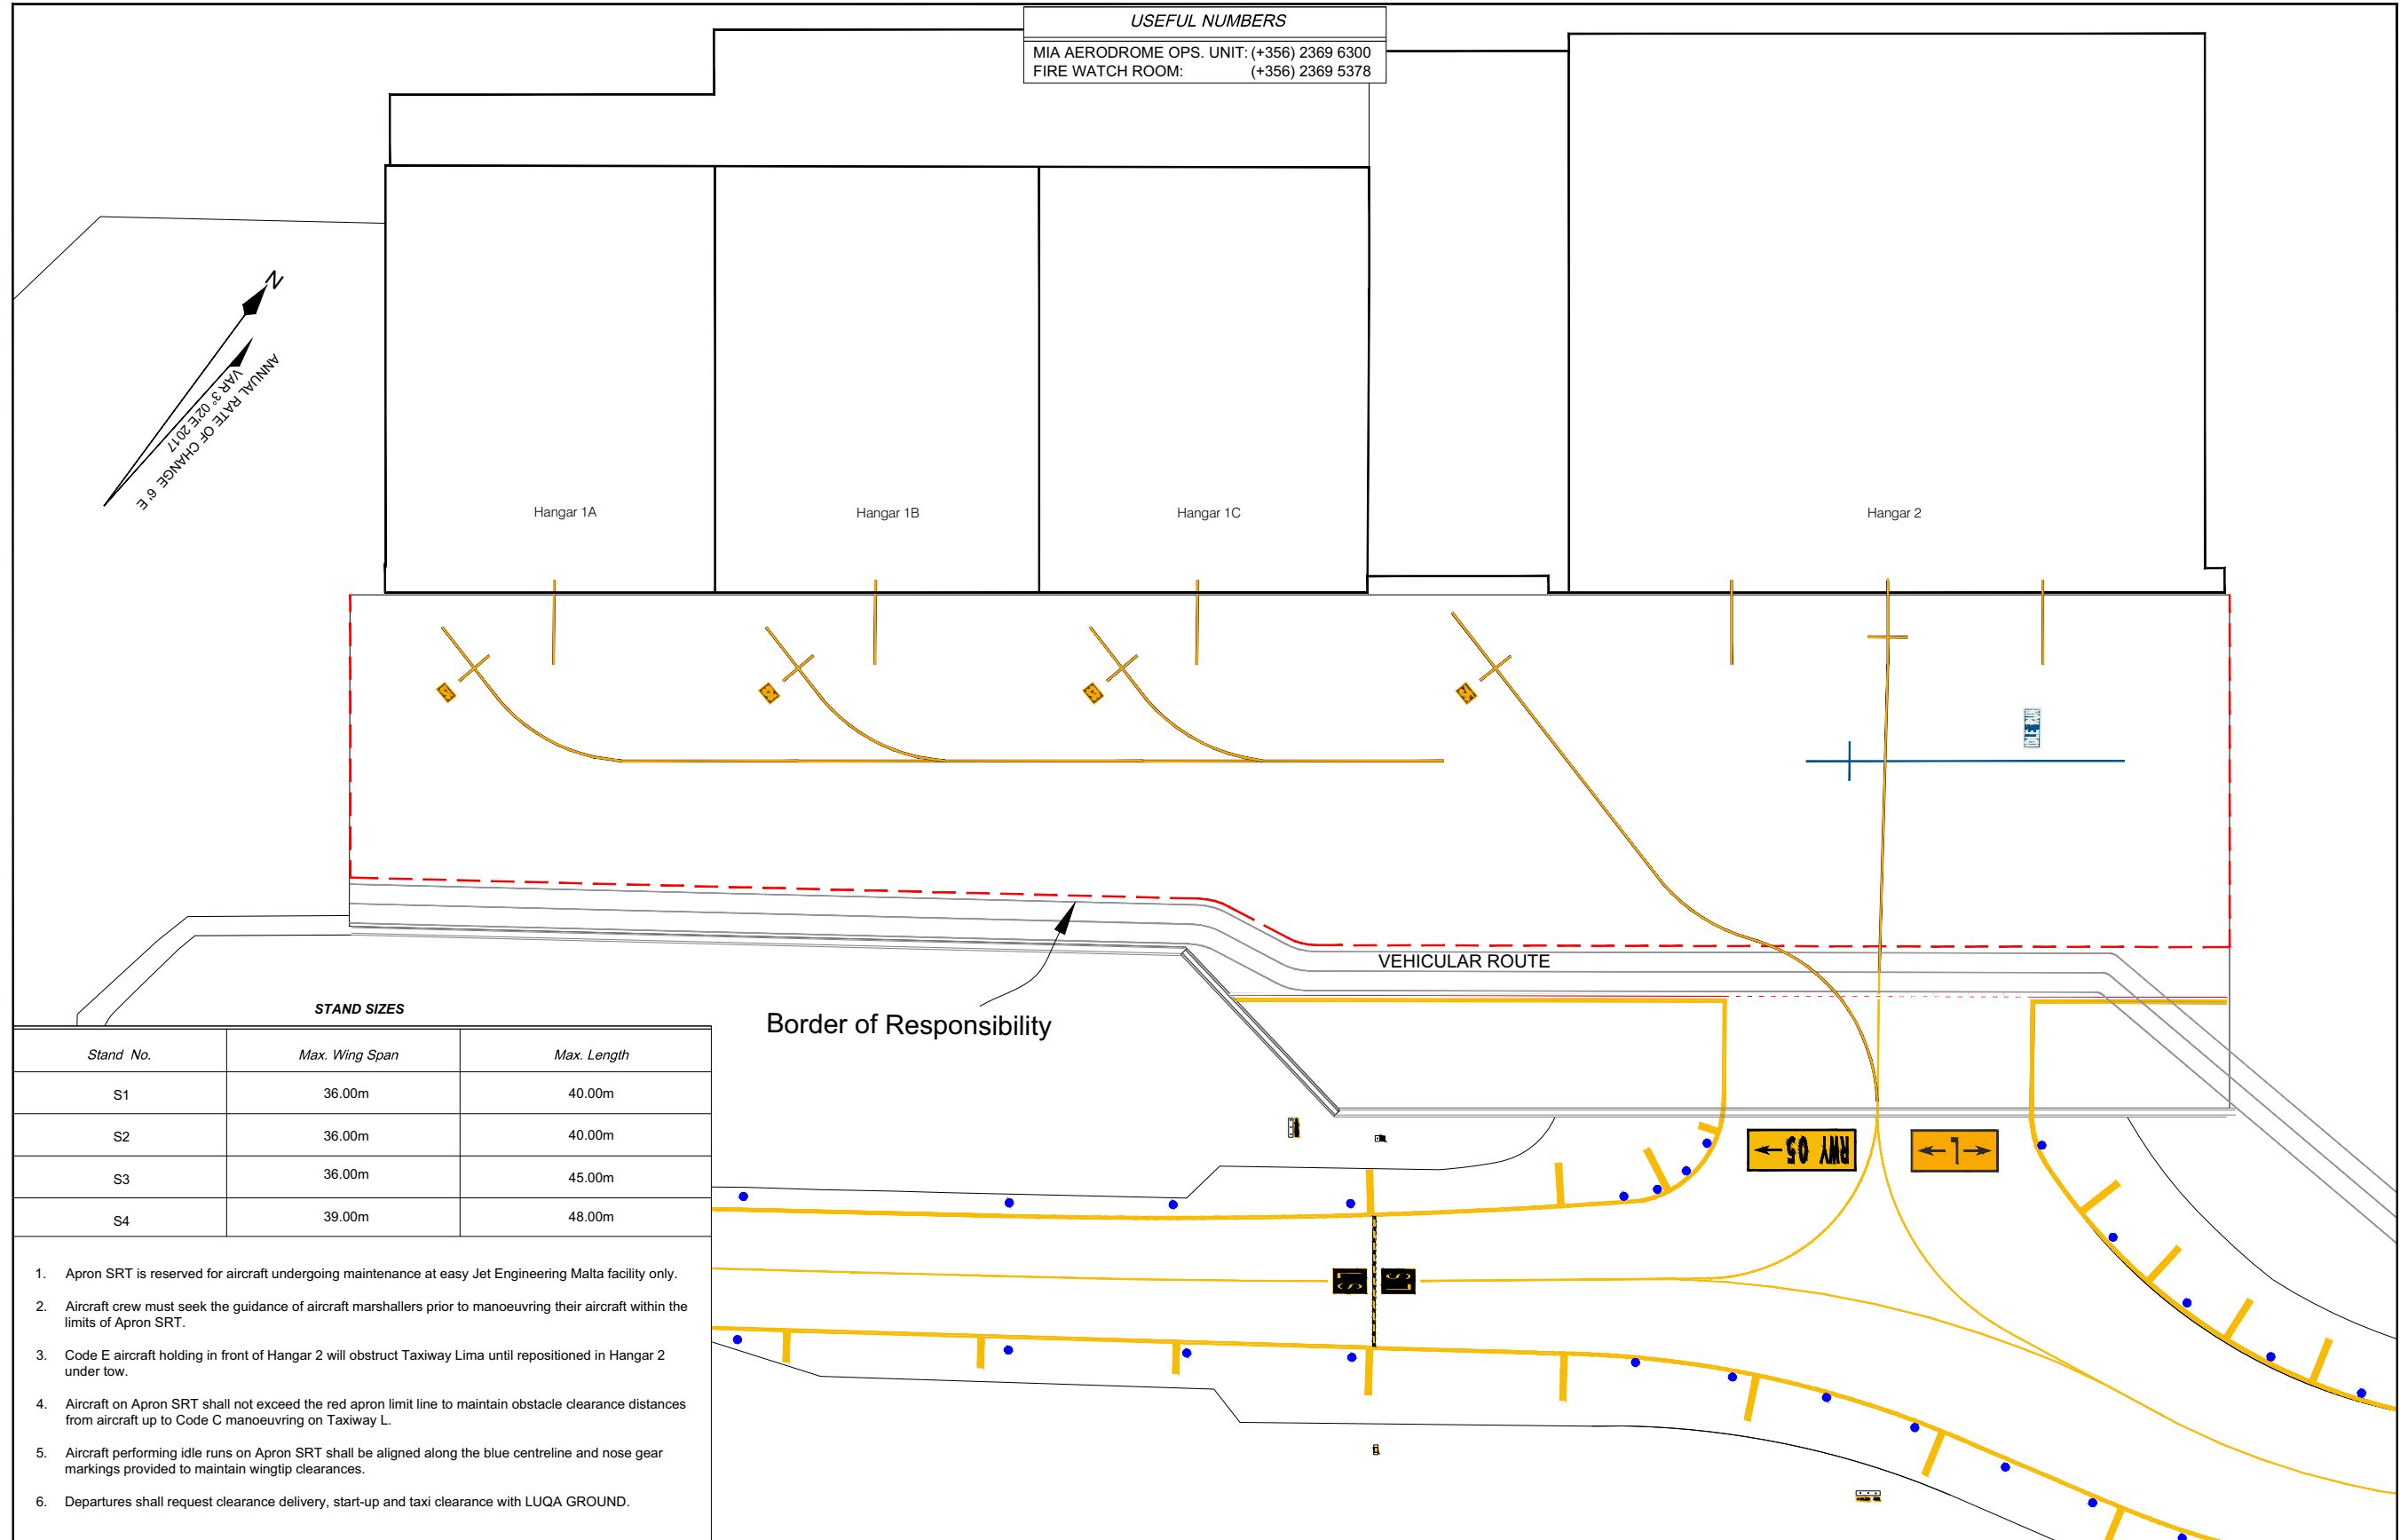 USEFUL NUMBERS
MIA AERODROME OPS. UNIT: (+356) 2369 6300
FIRE WATCH ROOM: (+356) 2369 5378
N
VAR 3° 02'E 2017
ANNUAL RATE OF CHANGE 6' E
Hangar 1A
Hangar 1B
Hangar 1C
Hangar 2
S1
S2
S3
S4
VEHICULAR ROUTE
Border of Responsibility
RWY 05
L
STAND SIZES
Stand No. Max. Wing Span Max. Length
S1 36.00m 40.00m
S2 36.00m 40.00m
S3 36.00m 45.00m
S4 39.00m 48.00m
1. Apron SRT is reserved for aircraft undergoing maintenance at easy Jet Engineering Malta facility only.
2. Aircraft crew must seek the guidance of aircraft marshallers prior to manoeuvring their aircraft within the
limits of Apron SRT.
3. Code E aircraft holding in front of Hangar 2 will obstruct Taxiway Lima until repositioned in Hangar 2
under tow.
4. Aircraft on Apron SRT shall not exceed the red apron limit line to maintain obstacle clearance distances
from aircraft up to Code C manoeuvring on Taxiway L.
5. Aircraft performing idle runs on Apron SRT shall be aligned along the blue centreline and nose gear
markings provided to maintain wingtip clearances.
6. Departures shall request clearance delivery, start-up and taxi clearance with LUQA GROUND.